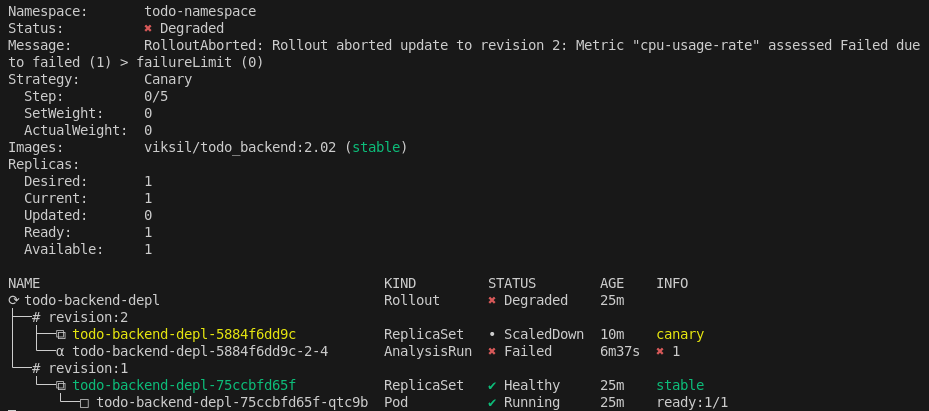 Namespace:       todo-namespace
Status:          ✖ Degraded
Message:         RolloutAborted: Rollout aborted update to revision 2: Metric "cpu-usage-rate" assessed Failed due
to failed (1) > failureLimit (0)
Strategy:        Canary
  Step:          0/5
  SetWeight:     0
  ActualWeight:  0
Images:          viksil/todo_backend:2.02 (stable)
Replicas:
  Desired:       1
  Current:       1
  Updated:       0
  Ready:         1
  Available:     1

NAME                                           KIND         STATUS        AGE    INFO
⟳ todo-backend-depl                            Rollout      ✖ Degraded    25m
├──# revision:2
│  ├──⧉ todo-backend-depl-5884f6dd9c           ReplicaSet   • ScaledDown  10m    canary
│  └──α todo-backend-depl-5884f6dd9c-2-4       AnalysisRun  ✖ Failed      6m37s  ✖ 1
└──# revision:1
   └──⧉ todo-backend-depl-75ccbfd65f           ReplicaSet   ✔ Healthy     25m    stable
      └──□ todo-backend-depl-75ccbfd65f-qtc9b  Pod          ✔ Running     25m    ready:1/1